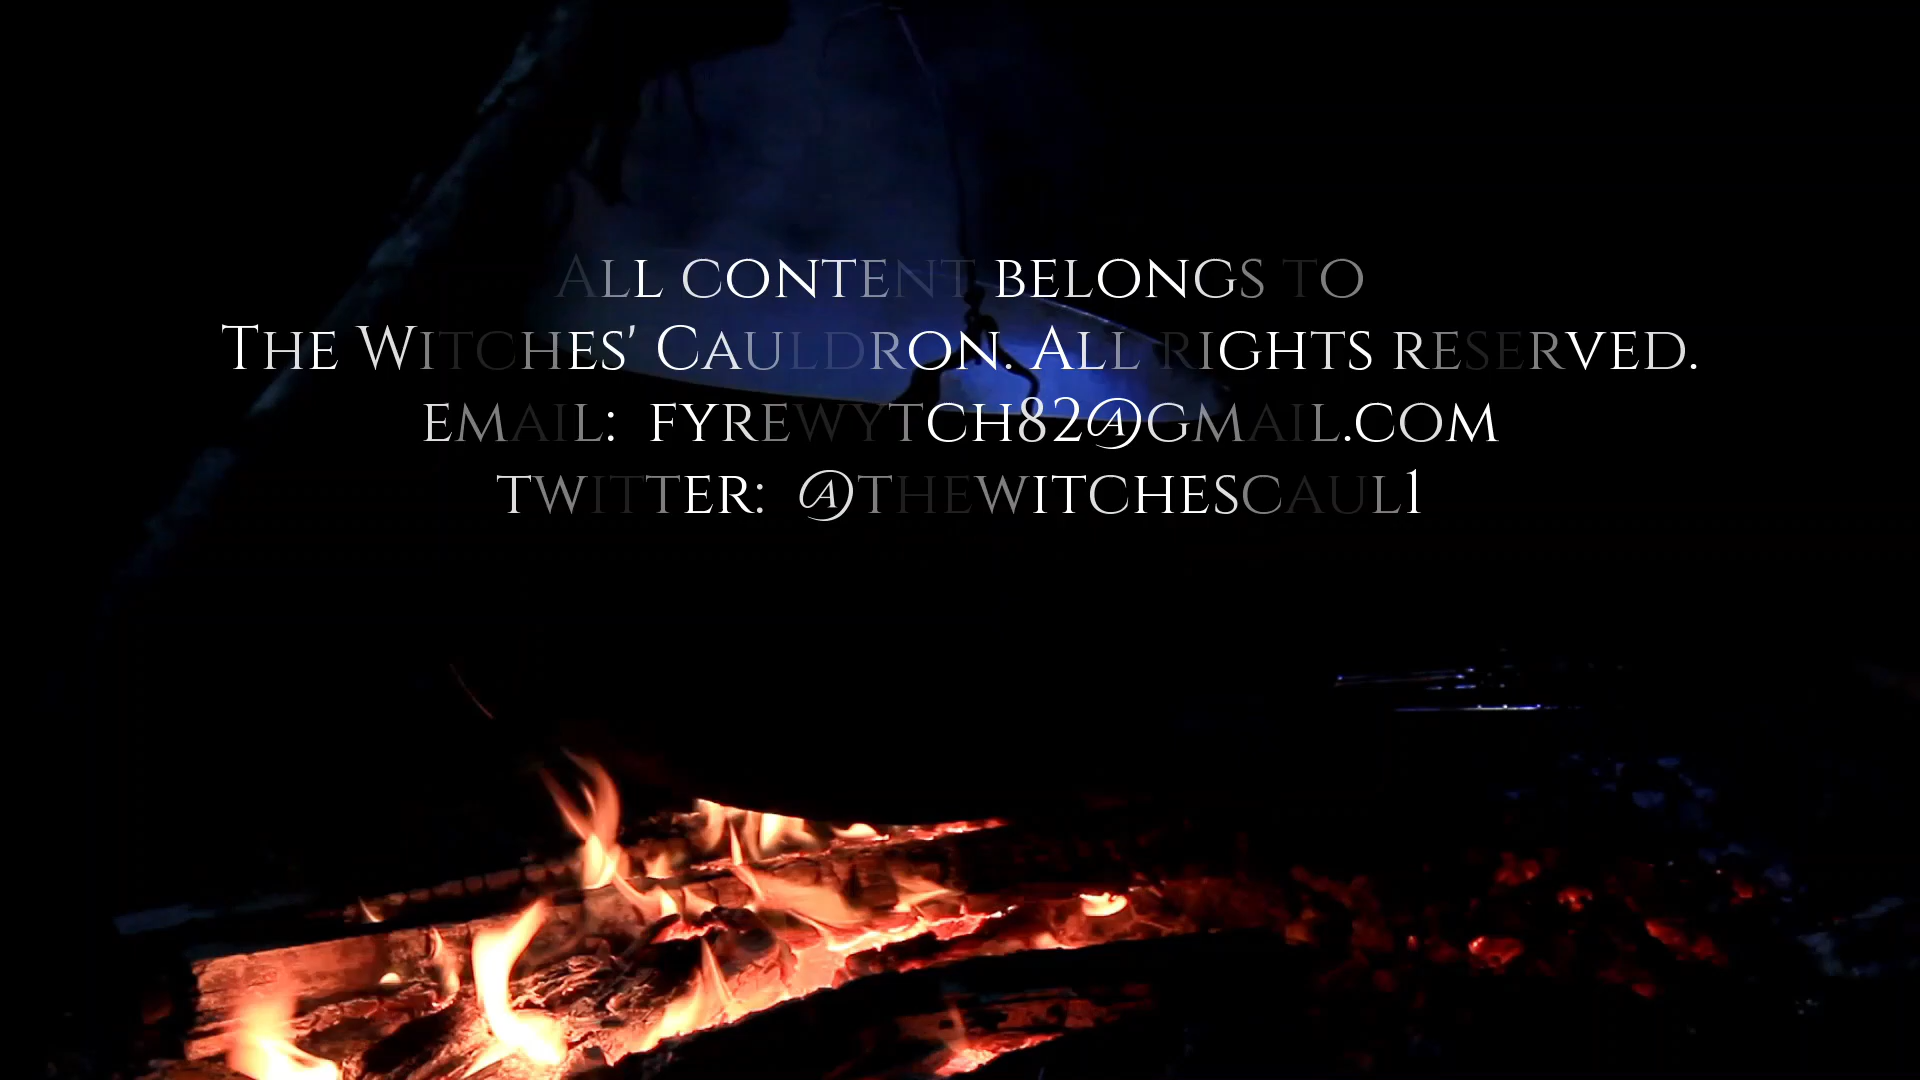 All content belongs to
The Witches' Cauldron. All rights reserved.
email: fyrewytch82@gmail.com
twitter: @thewitchescaul1